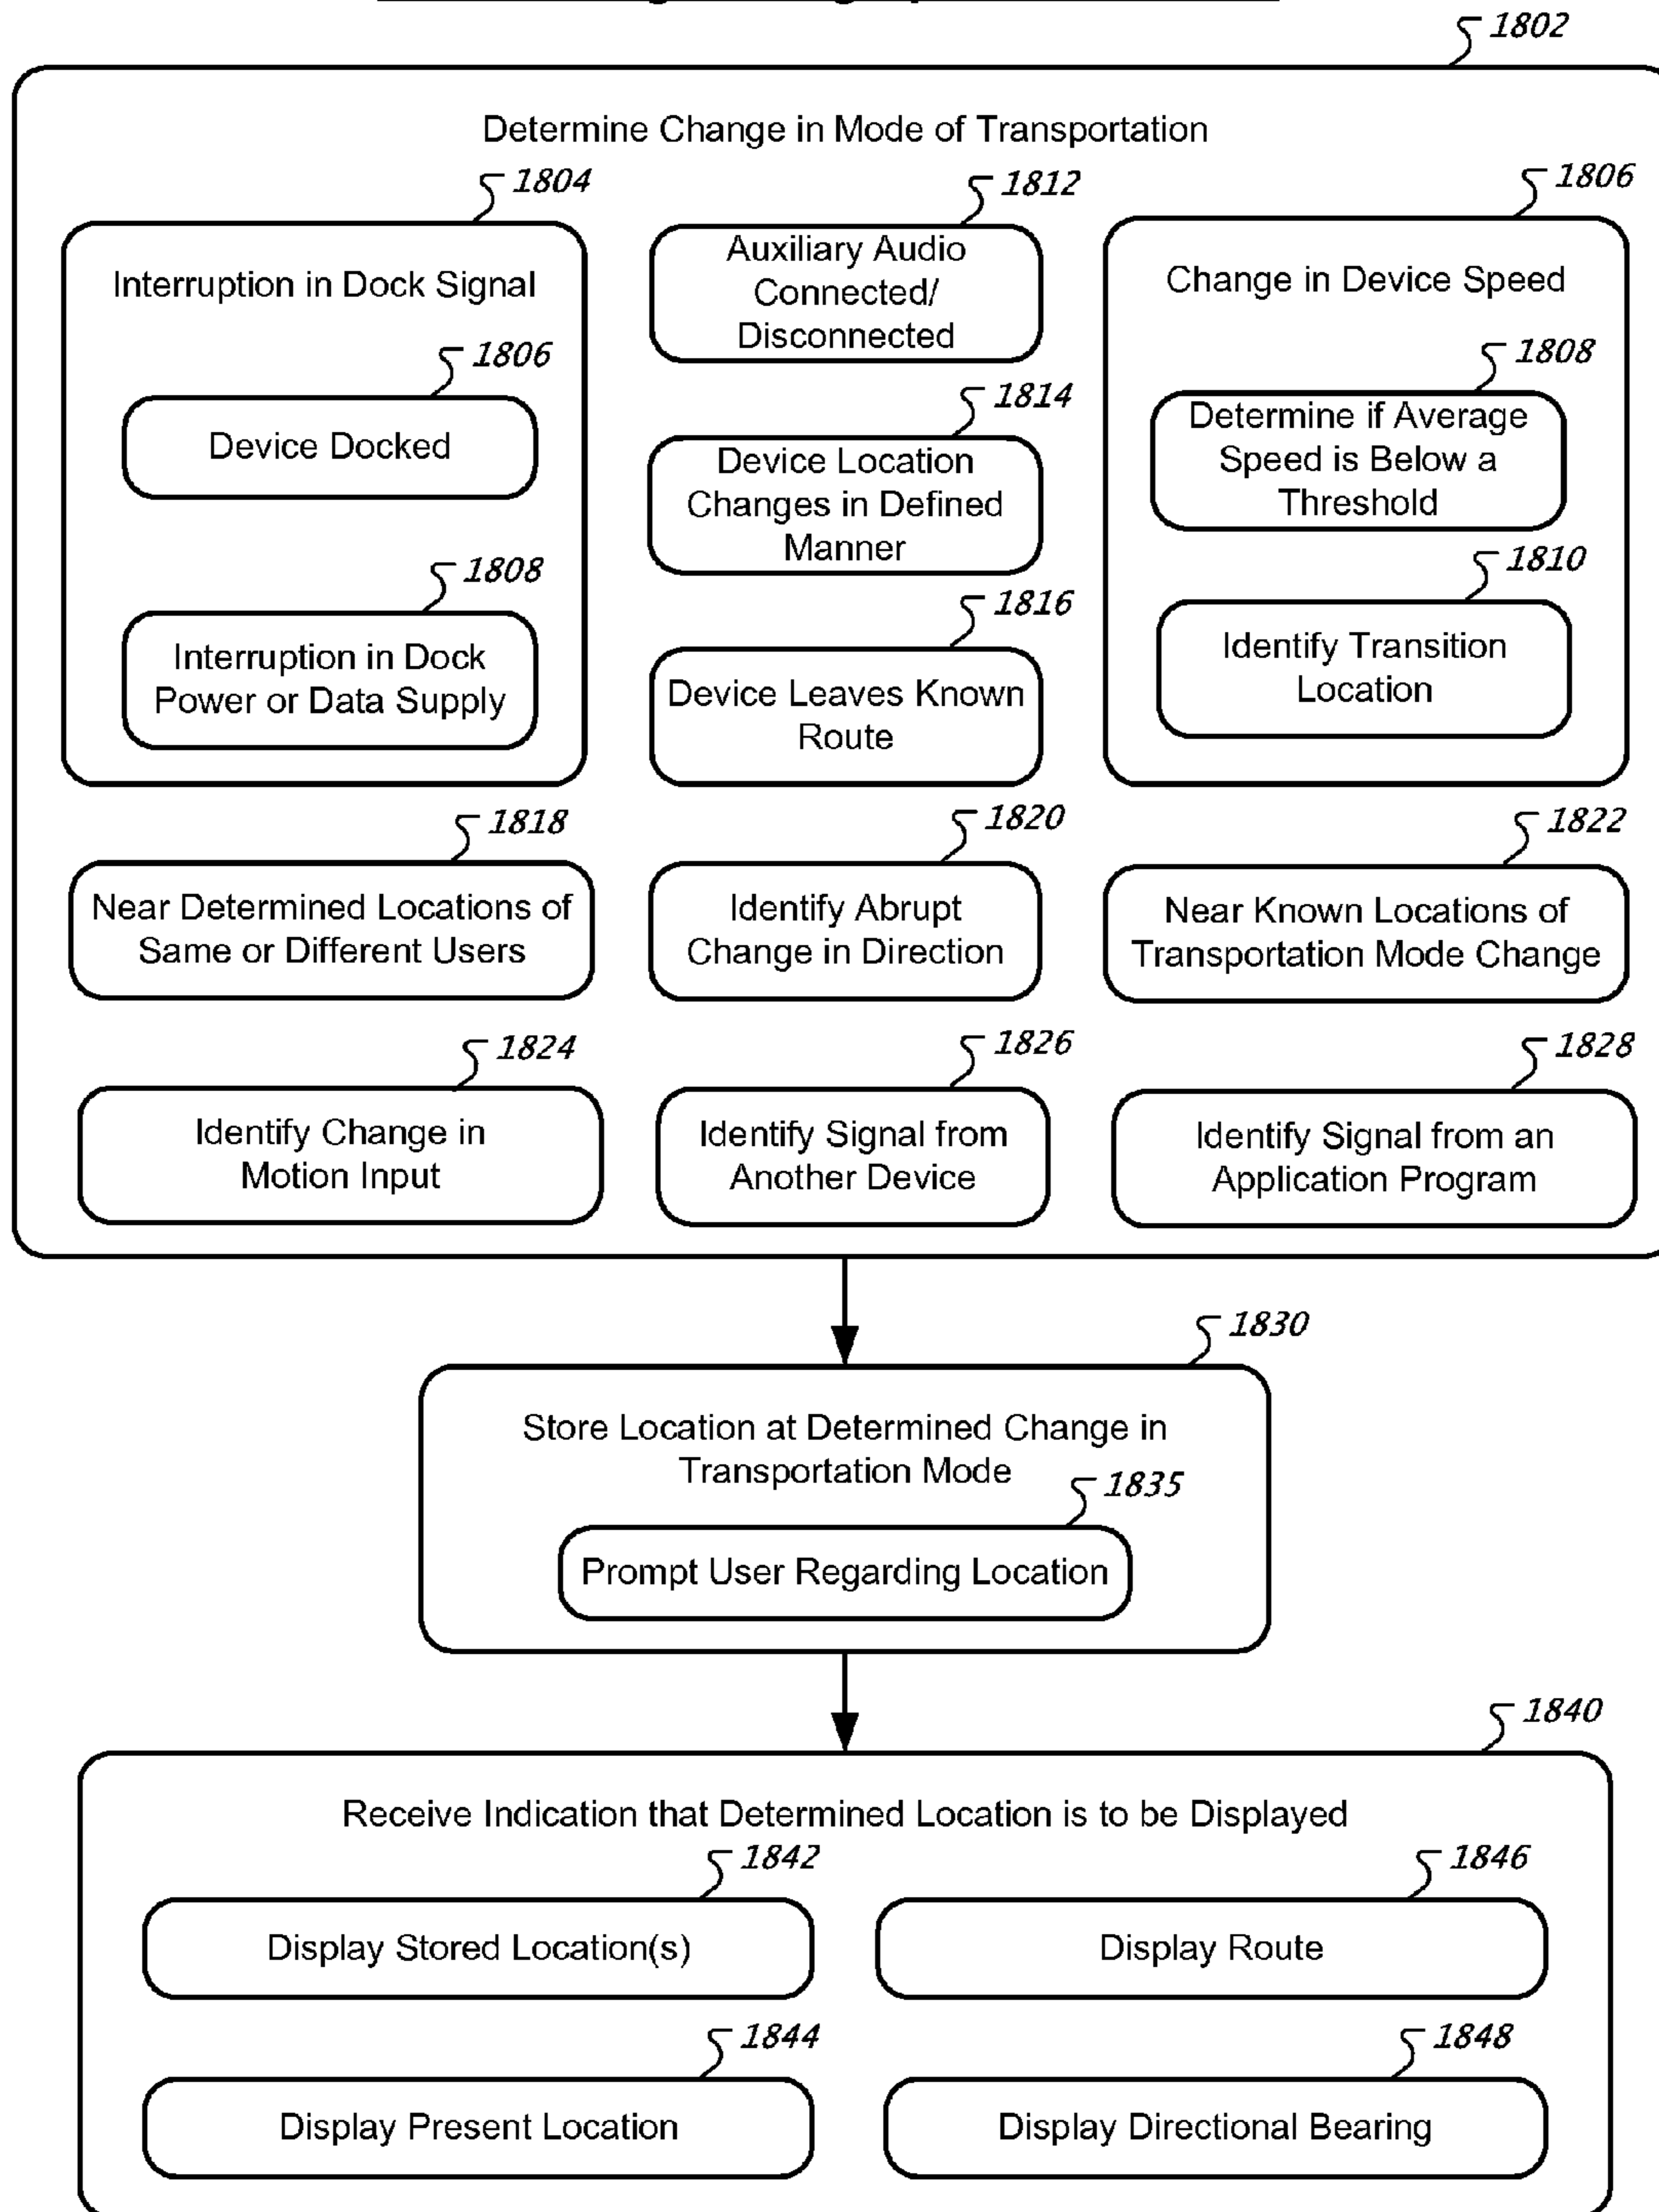 1802
Determine Change in Mode of Transportation
1804
Interruption in Dock Signal
1806
Device Docked
1808
Interruption in Dock
Power or Data Supply
1812
Auxiliary Audio
Connected/
Disconnected
1814
Device Location
Changes in Defined
Manner
1816
Device Leaves Known
Route
1806
Change in Device Speed
1808
Determine if Average
Speed is Below a
Threshold
1810
Identify Transition
Location
1818
Near Determined Locations of
Same or Different Users
1820
Identify Abrupt
Change in Direction
1822
Near Known Locations of
Transportation Mode Change
1824
Identify Change in
Motion Input
1826
Identify Signal from
Another Device
1828
Identify Signal from an
Application Program
1830
Store Location at Determined Change in
Transportation Mode
1835
Prompt User Regarding Location
1840
Receive Indication that Determined Location is to be Displayed
1842
Display Stored Location(s)
1846
Display Route
1844
Display Present Location
1848
Display Directional Bearing